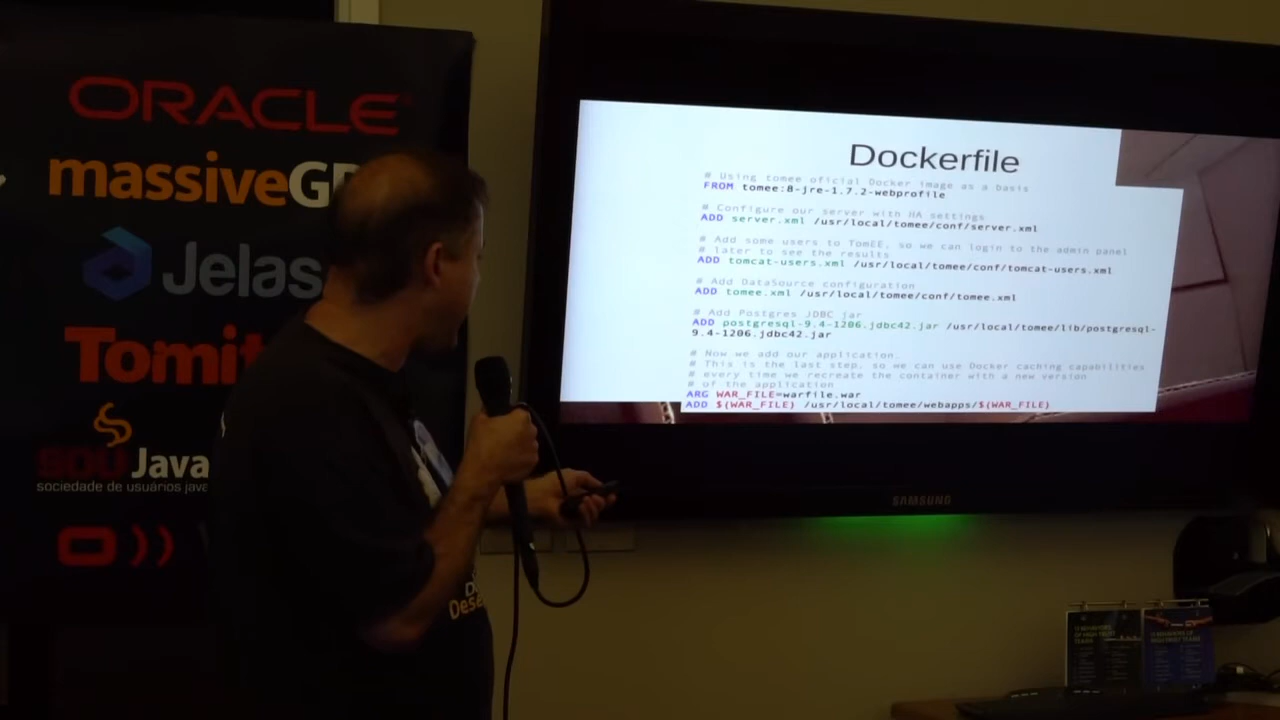 ORACLE
massiveGR
Jelas
Tomit
SOUJava
sociedade de usuários java
Dockerfile
# Using tomee oficial Docker image as a basis
FROM tomee:8-jre-1.7.2-webprofile
# Configure our server with HA settings
ADD server.xml /usr/local/tomee/conf/server.xml
# Add some users to TomEE, so we can login to the admin panel
# later to see the results
ADD tomcat-users.xml /usr/local/tomee/conf/tomcat-users.xml
# Add DataSource configuration
ADD tomee.xml /usr/local/tomee/conf/tomee.xml
# Add Postgres JDBC jar
ADD postgresql-9.4-1206.jdbc42.jar /usr/local/tomee/lib/postgresql-
9.4-1206.jdbc42.jar
# Now we add our application.
# This is the last step, so we can use Docker caching capabilities
# every time we recreate the container with a new version
# of the application
ARG WAR_FILE=warfile.war
ADD ${WAR_FILE} /usr/local/tomee/webapps/${WAR_FILE}
SAMSUNG
Dese